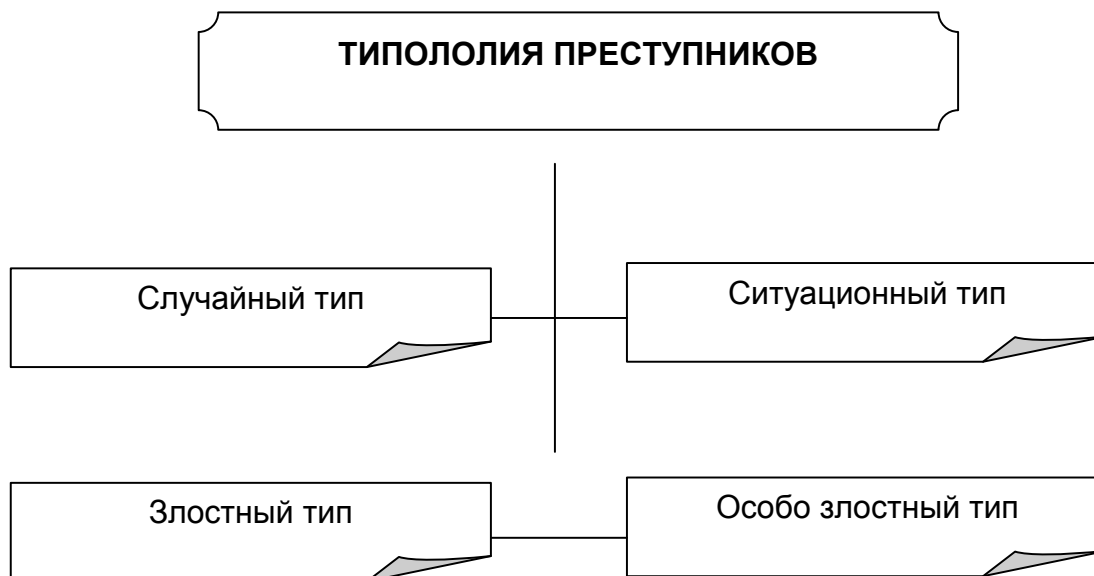 ТИПОЛОЛИЯ ПРЕСТУПНИКОВ
Случайный тип
Ситуационный тип
Злостный тип
Особо злостный тип